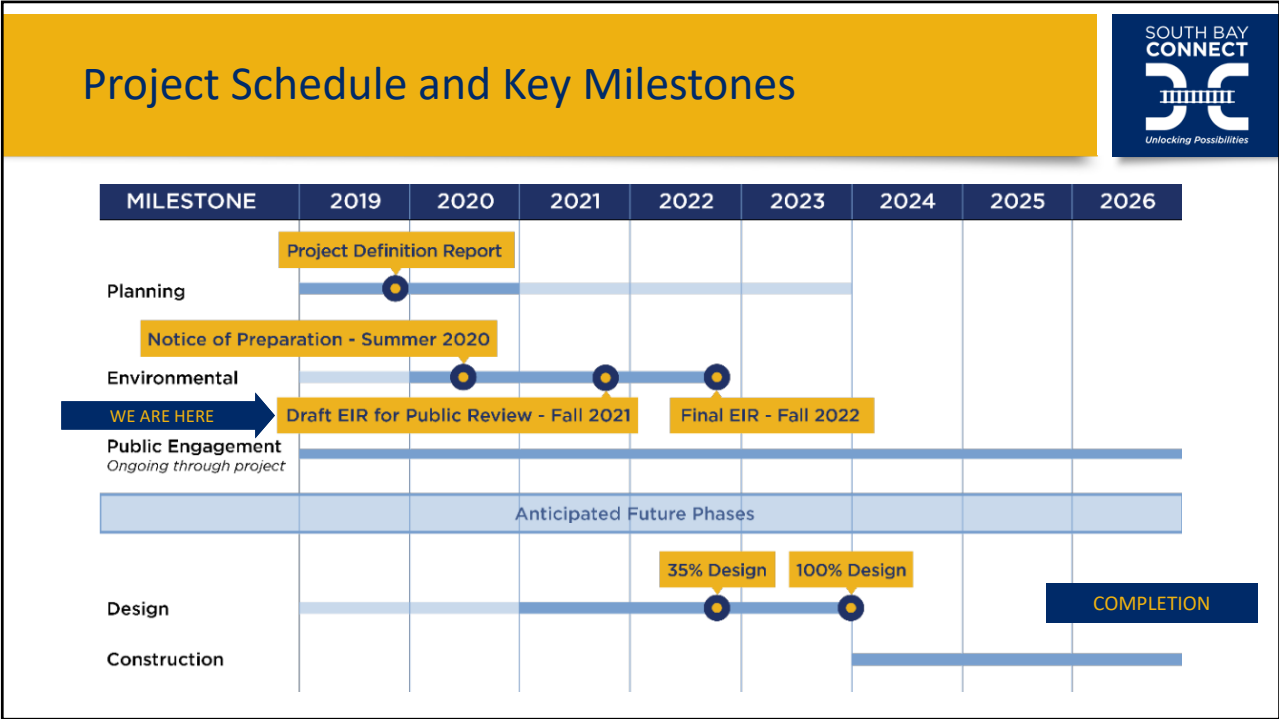 Project Schedule and Key Milestones
SOUTH BAY
CONNECT
Unlocking Possibilities
MILESTONE 2019 2020 2021 2022 2023 2024 2025 2026
Project Definition Report
Planning
Notice of Preparation - Summer 2020
Environmental
WE ARE HERE
Draft EIR for Public Review - Fall 2021
Final EIR - Fall 2022
Public Engagement
Ongoing through project
Anticipated Future Phases
35% Design
100% Design
Design
COMPLETION
Construction